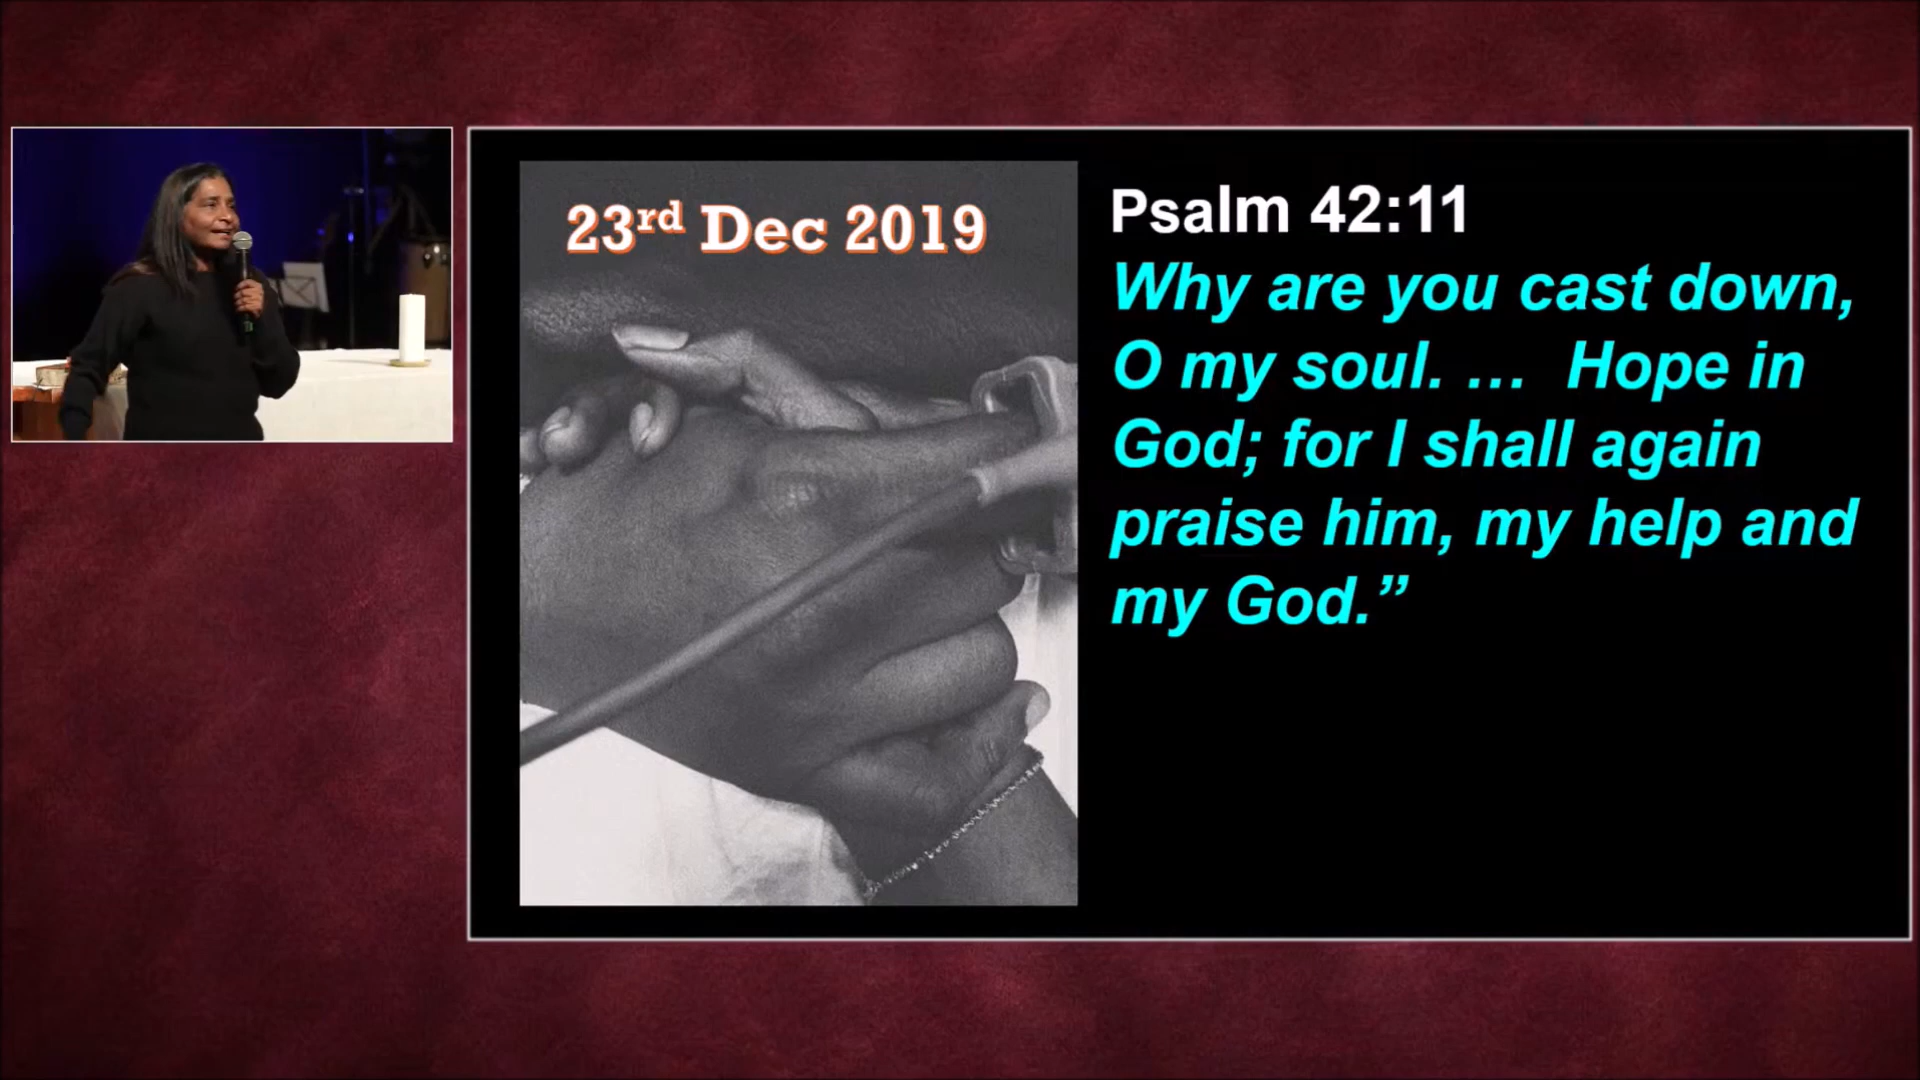 23rd Dec 2019
Psalm 42:11
Why are you cast down,
O my soul. ... Hope in
God; for I shall again
praise him, my help and
my God.”